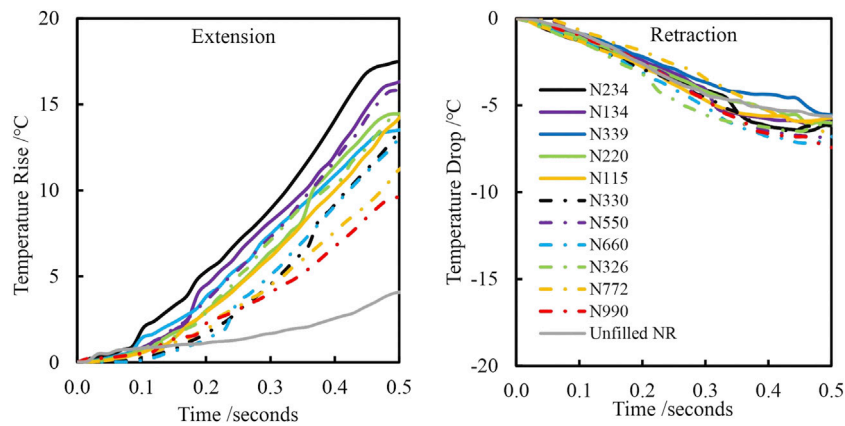 Extension
Temperature Rise /°C
20
15
10
5
0
0.0 0.1 0.2 0.3 0.4 0.5
Time /seconds
Retraction
Temperature Drop /°C
0
-5
-10
-15
-20
N234
N134
N339
N220
N115
N330
N550
N660
N326
N772
N990
Unfilled NR
0.0 0.1 0.2 0.3 0.4 0.5
Time /seconds